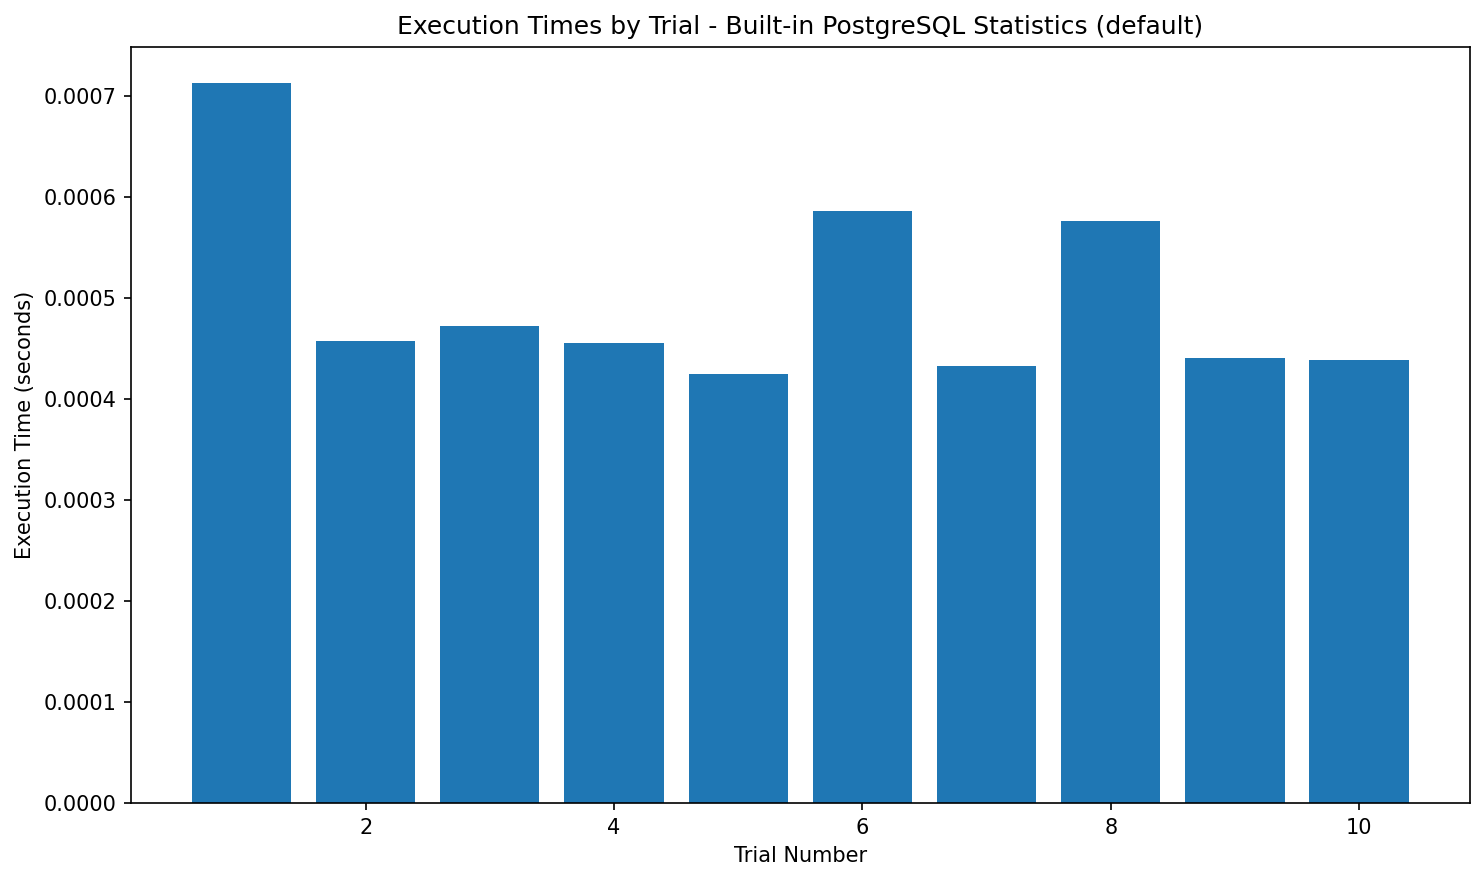 Execution Times by Trial - Built-in PostgreSQL Statistics (default)
Execution Time (seconds)
0.0007
0.0006
0.0005
0.0004
0.0003
0.0002
0.0001
0.0000
2 4 6 8 10
Trial Number